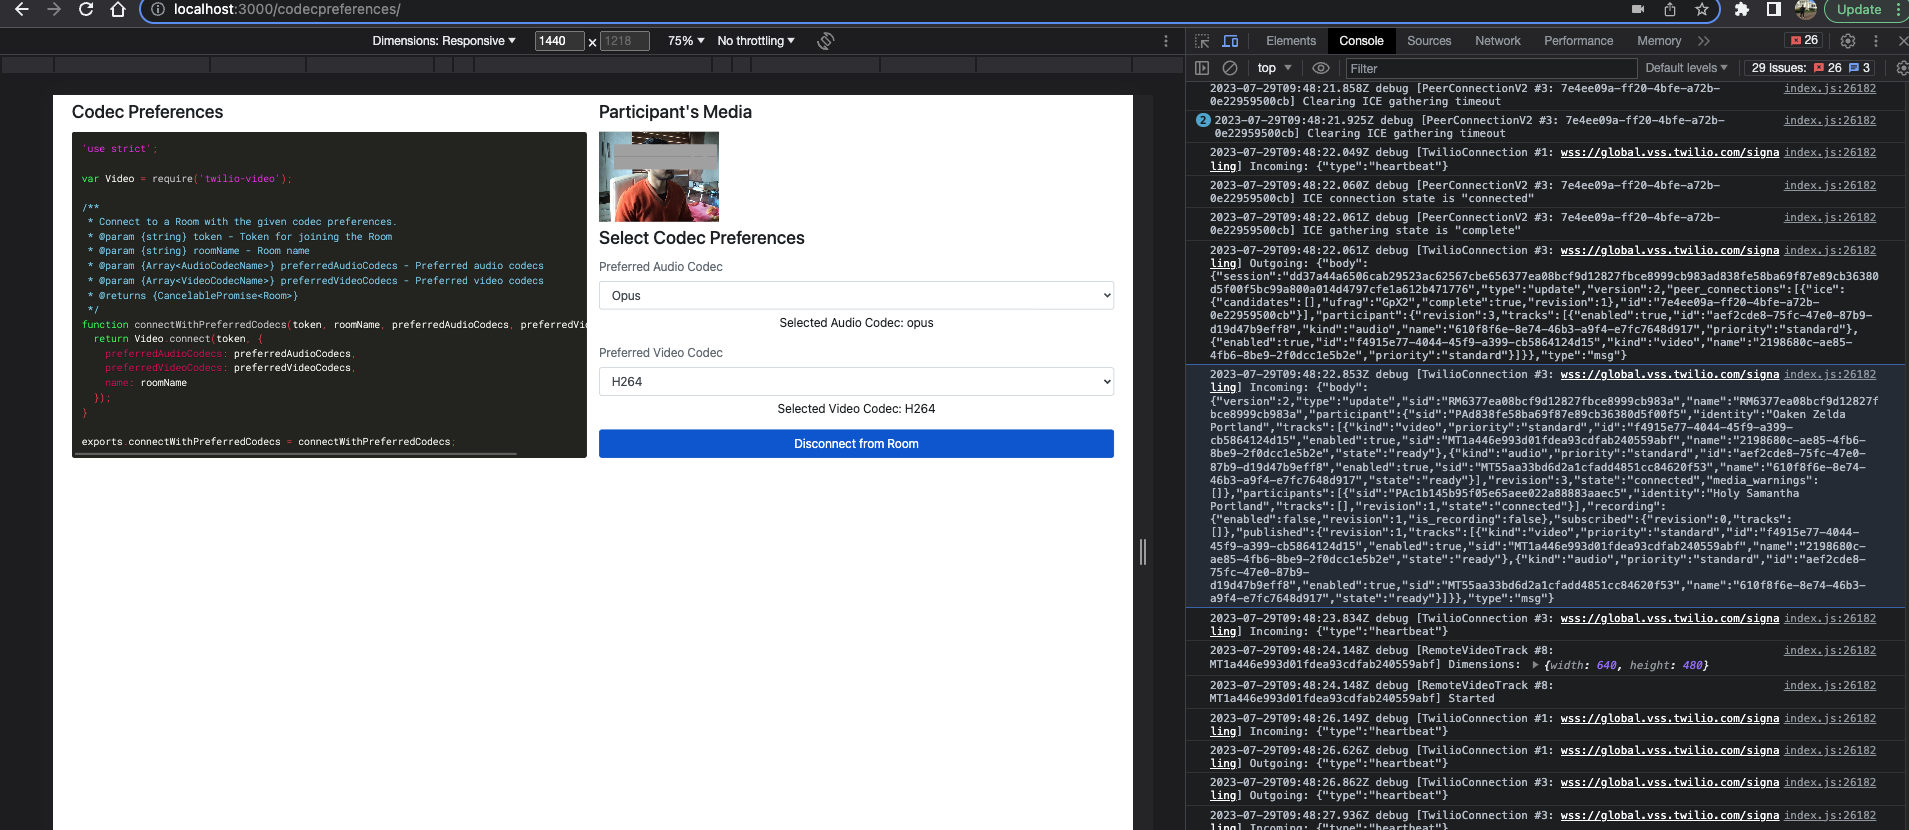 localhost:3000/codecpreferences/
Update
Dimensions: Responsive 1440 × 1218 75% No throttling
Codec Preferences
'use strict';
var Video = require('twilio-video');
/**
* Connect to a Room with the given codec preferences.
* @param {string} token - Token for joining the Room
* @param {string} roomName - Room name
* @param {Array<AudioCodecName>} preferredAudioCodecs - Preferred audio codecs
* @param {Array<VideoCodecName>} preferredVideoCodecs - Preferred video codecs
* @returns {CancelablePromise<Room>}
*/
function connectWithPreferredCodecs(token, roomName, preferredAudioCodecs, preferredVi
return Video.connect(token, {
preferredAudioCodecs: preferredAudioCodecs,
preferredVideoCodecs: preferredVideoCodecs,
name: roomName
});
}
exports.connectWithPreferredCodecs = connectWithPreferredCodecs;
Participant's Media
Select Codec Preferences
Preferred Audio Codec
Opus
Selected Audio Codec: opus
Preferred Video Codec
H264
Selected Video Codec: H264
Disconnect from Room
Elements Console Sources Network Performance Memory 26
top Filter Default levels 29 Issues: 26 3
2023-07-29T09:48:21.858Z debug [PeerConnectionV2 #3: 7e4ee09a-ff20-4bfe-a72b- index.js:26182
0e22959500cb] Clearing ICE gathering timeout
2 2023-07-29T09:48:21.925Z debug [PeerConnectionV2 #3: 7e4ee09a-ff20-4bfe-a72b- index.js:26182
0e22959500cb] Clearing ICE gathering timeout
2023-07-29T09:48:22.049Z debug [TwilioConnection #1: wss://global.vss.twilio.com/signa index.js:26182
ling] Incoming: {"type":"heartbeat"}
2023-07-29T09:48:22.060Z debug [PeerConnectionV2 #3: 7e4ee09a-ff20-4bfe-a72b- index.js:26182
0e22959500cb] ICE connection state is "connected"
2023-07-29T09:48:22.061Z debug [PeerConnectionV2 #3: 7e4ee09a-ff20-4bfe-a72b- index.js:26182
0e22959500cb] ICE gathering state is "complete"
2023-07-29T09:48:22.061Z debug [TwilioConnection #3: wss://global.vss.twilio.com/signa index.js:26182
ling] Outgoing: {"body":
{"session":"dd37a44a6506cab29523ac62567cbe656377ea08bcf9d12827fbce8999cb983ad838fe58ba69f87e89cb36380
d5f00f5bc99a800a014d4797cfe1a612b471776","type":"update","version":2,"peer_connections":[{"ice":
{"candidates":[],"ufrag":"GpX2","complete":true,"revision":1},"id":"7e4ee09a-ff20-4bfe-a72b-
0e22959500cb"}],"participant":{"revision":3,"tracks":[{"enabled":true,"id":"aef2cde8-75fc-47e0-87b9-
d19d47b9eff8","kind":"audio","name":"610f8f6e-8e74-46b3-a9f4-e7fc7648d917","priority":"standard"},
{"enabled":true,"id":"f4915e77-4044-45f9-a399-cb5864124d15","kind":"video","name":"2198680c-ae85-
4fb6-8be9-2f0dcc1e5b2e","priority":"standard"}]}},"type":"msg"}
2023-07-29T09:48:22.853Z debug [TwilioConnection #3: wss://global.vss.twilio.com/signa index.js:26182
ling] Incoming: {"body":
{"version":2,"type":"update","sid":"RM6377ea08bcf9d12827fbce8999cb983a","name":"RM6377ea08bcf9d12827f
bce8999cb983a","participant":{"sid":"PAd838fe58ba69f87e89cb36380d5f00f5","identity":"Oaken Zelda
Portland","tracks":[{"kind":"video","priority":"standard","id":"f4915e77-4044-45f9-a399-
cb5864124d15","enabled":true,"sid":"MT1a446e993d01fdea93cdfab240559abf","name":"2198680c-ae85-4fb6-
8be9-2f0dcc1e5b2e","state":"ready"},{"kind":"audio","priority":"standard","id":"aef2cde8-75fc-47e0-
87b9-d19d47b9eff8","enabled":true,"sid":"MT55aa33bd6d2a1cfadd4851cc84620f53","name":"610f8f6e-8e74-
46b3-a9f4-e7fc7648d917","state":"ready"}],"revision":3,"state":"connected","media_warnings":
[]},"participants":[{"sid":"PAc1b145b95f05e65aee022a88883aaec5","identity":"Holy Samantha
Portland","tracks":[],"revision":1,"state":"connected"}],"recording":
{"enabled":false,"revision":1,"is_recording":false},"subscribed":{"revision":0,"tracks":
[]},"published":{"revision":1,"tracks":[{"kind":"video","priority":"standard","id":"f4915e77-4044-
45f9-a399-cb5864124d15","enabled":true,"sid":"MT1a446e993d01fdea93cdfab240559abf","name":"2198680c-
ae85-4fb6-8be9-2f0dcc1e5b2e","state":"ready"},{"kind":"audio","priority":"standard","id":"aef2cde8-
75fc-47e0-87b9-
d19d47b9eff8","enabled":true,"sid":"MT55aa33bd6d2a1cfadd4851cc84620f53","name":"610f8f6e-8e74-46b3-
a9f4-e7fc7648d917","state":"ready"}]}},"type":"msg"}
2023-07-29T09:48:23.834Z debug [TwilioConnection #3: wss://global.vss.twilio.com/signa index.js:26182
ling] Incoming: {"type":"heartbeat"}
2023-07-29T09:48:24.148Z debug [RemoteVideoTrack #8: index.js:26182
MT1a446e993d01fdea93cdfab240559abf] Dimensions: {width: 640, height: 480}
2023-07-29T09:48:24.148Z debug [RemoteVideoTrack #8: index.js:26182
MT1a446e993d01fdea93cdfab240559abf] Started
2023-07-29T09:48:26.149Z debug [TwilioConnection #1: wss://global.vss.twilio.com/signa index.js:26182
ling] Incoming: {"type":"heartbeat"}
2023-07-29T09:48:26.626Z debug [TwilioConnection #1: wss://global.vss.twilio.com/signa index.js:26182
ling] Outgoing: {"type":"heartbeat"}
2023-07-29T09:48:26.862Z debug [TwilioConnection #3: wss://global.vss.twilio.com/signa index.js:26182
ling] Outgoing: {"type":"heartbeat"}
2023-07-29T09:48:27.936Z debug [TwilioConnection #3: wss://global.vss.twilio.com/signa index.js:26182
ling] Incoming: {"type":"heartbeat"}